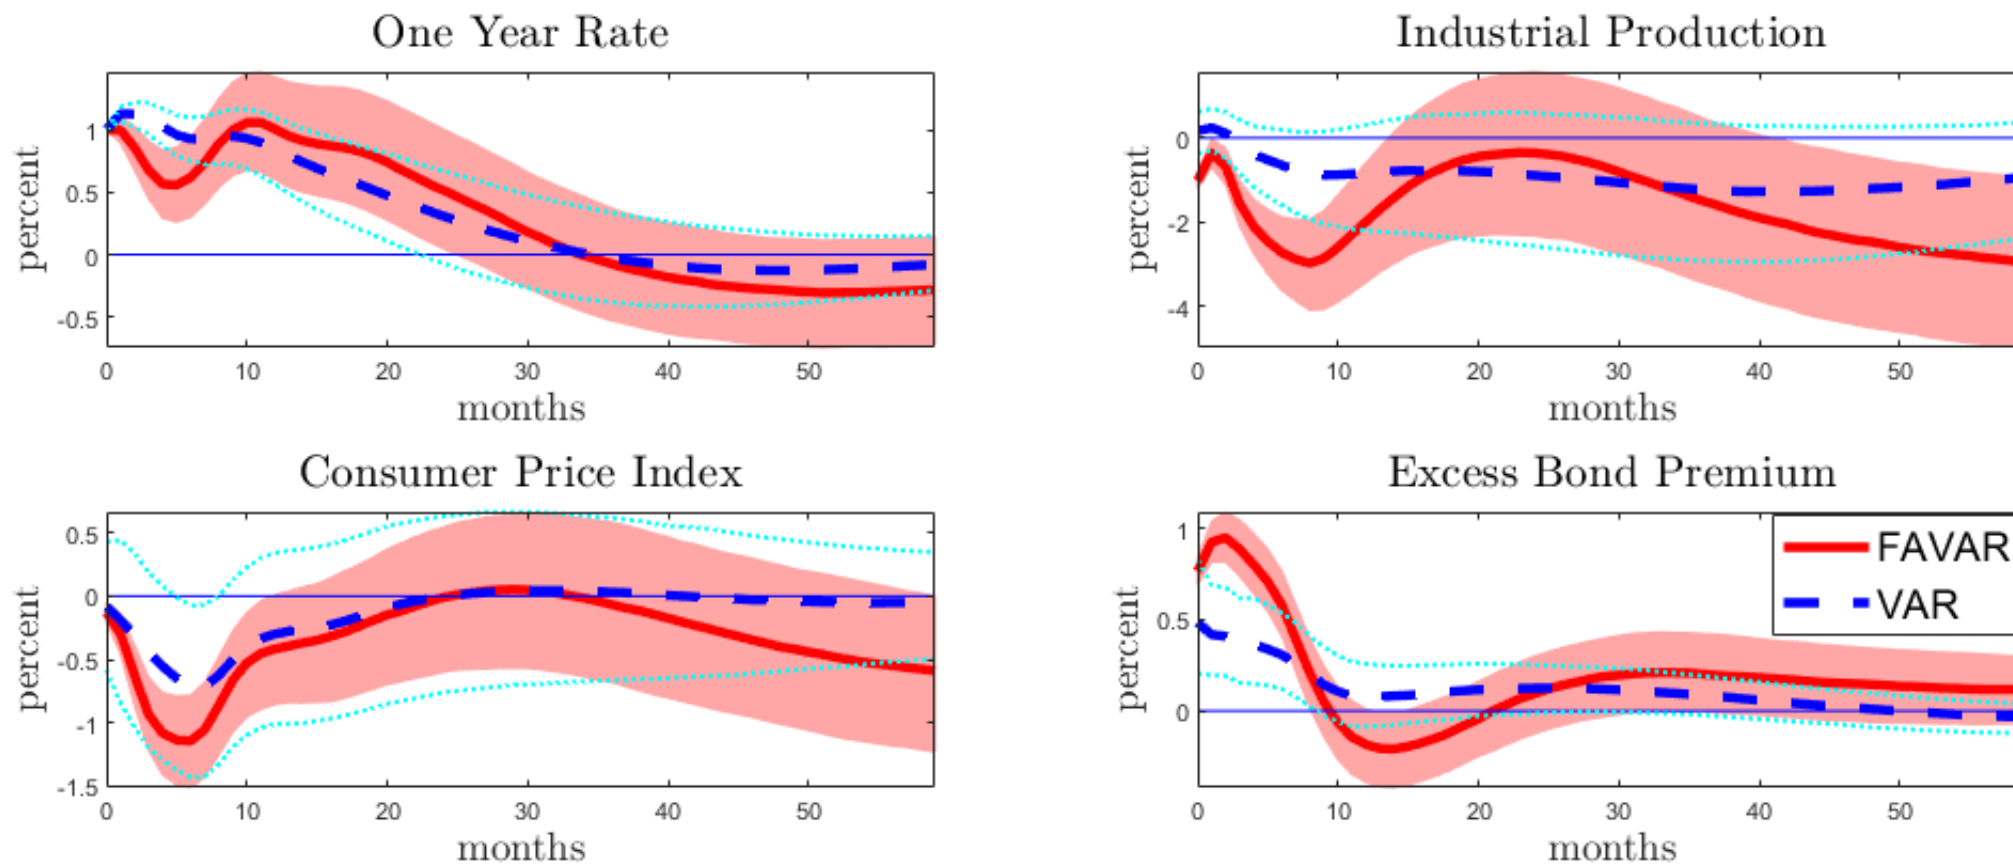 One Year Rate
percent
1
0.5
0
-0.5
0 10 20 30 40 50
months
Industrial Production
percent
0
-2
-4
0 10 20 30 40 50
months
Consumer Price Index
percent
0.5
0
-0.5
-1
-1.5
0 10 20 30 40 50
months
Excess Bond Premium
percent
1
0.5
0
0 10 20 30 40 50
months
FAVAR
VAR